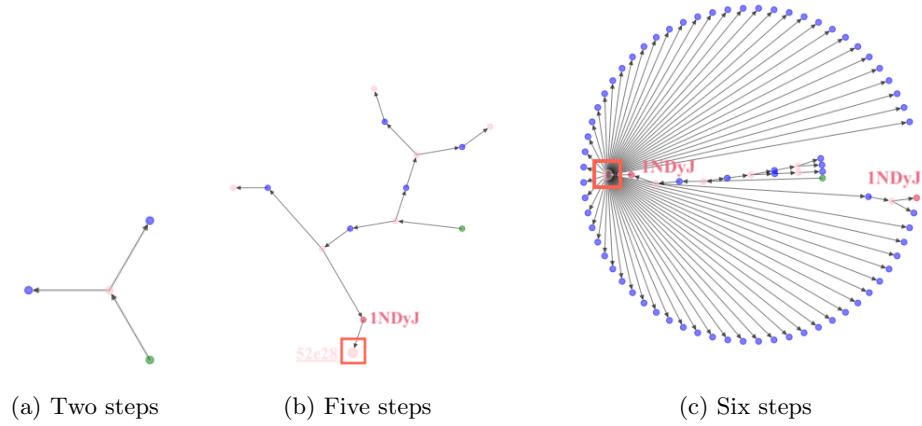 1NDyJ
52e28
1NDyJ
1NDyJ
(a) Two steps
(b) Five steps
(c) Six steps